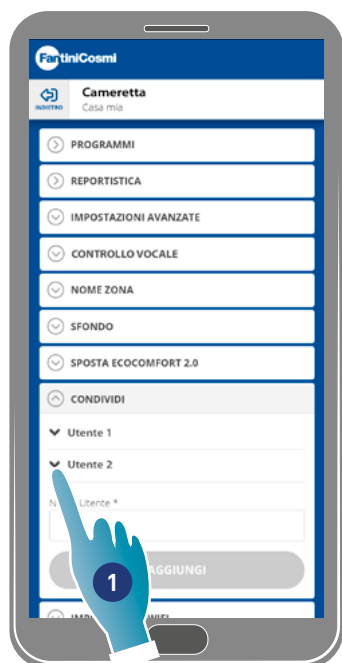 FantiniCosmi
INDIETRO
Cameretta
Casa mia
PROGRAMMI
REPORTISTICA
IMPOSTAZIONI AVANZATE
CONTROLLO VOCALE
NOME ZONA
SFONDO
SPOSTA ECOCOMFORT 2.0
CONDIVIDI
Utente 1
Utente 2
Utente *
AGGIUNGI
1
WIFI